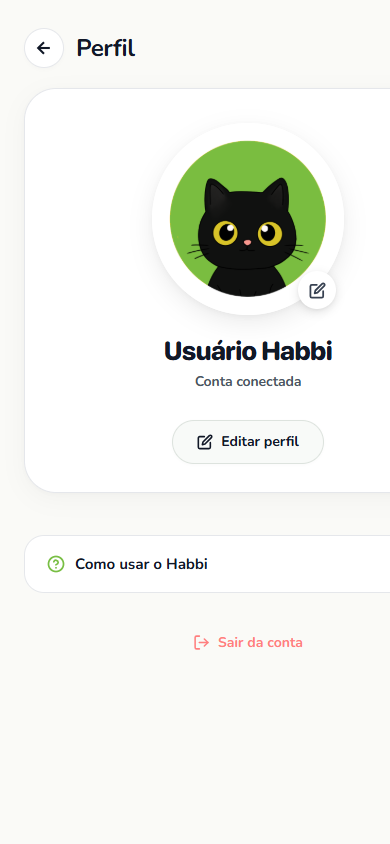 Perfil
Usuário Habbi
Conta conectada
Editar perfil
Como usar o Habbi
Sair da conta